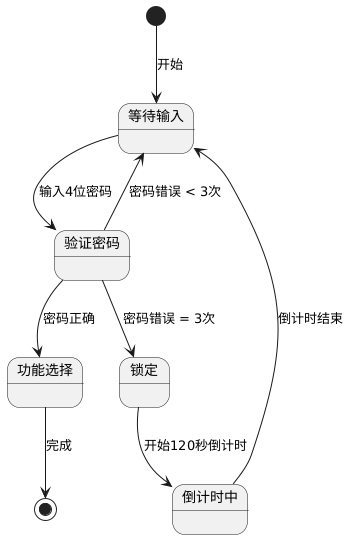 开始
等待输入
输入4位密码
密码错误 < 3次
验证密码
密码正确
密码错误 = 3次
倒计时结束
功能选择
锁定
完成
开始120秒倒计时
倒计时中